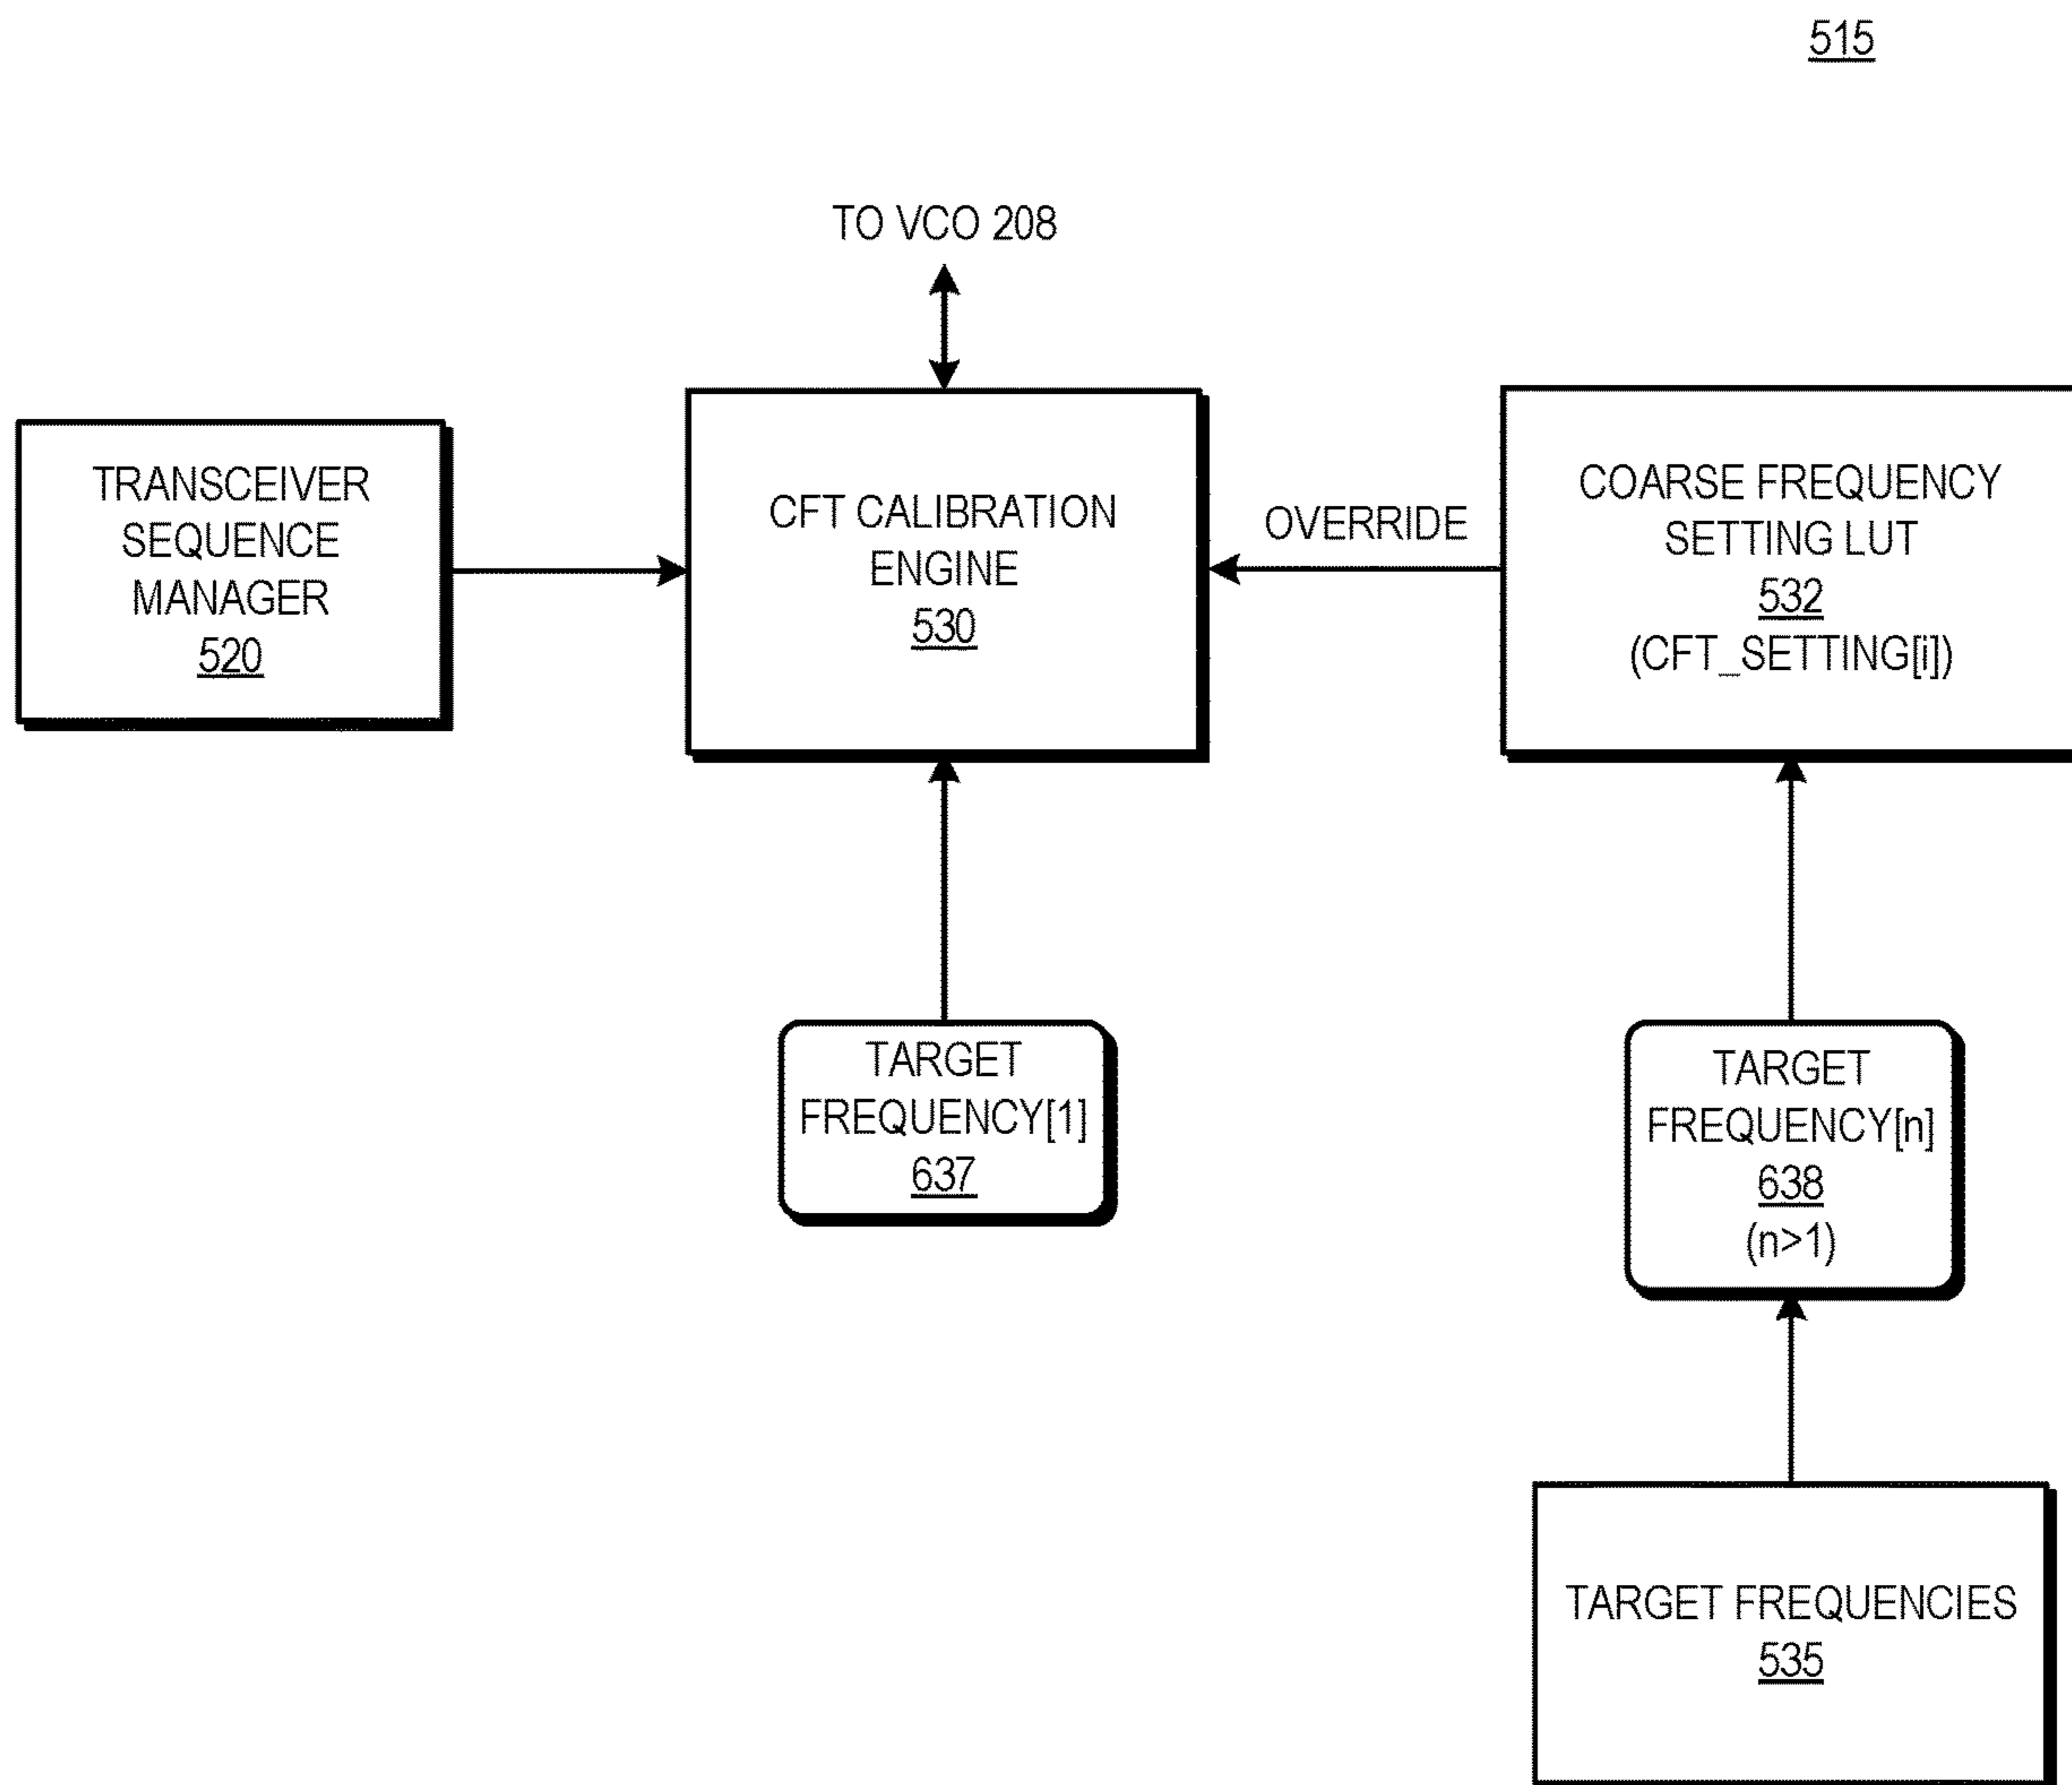 515
TO VCO 208
TRANSCEIVER
SEQUENCE
MANAGER
520
CFT CALIBRATION
ENGINE
530
OVERRIDE
COARSE FREQUENCY
SETTING LUT
532
(CFT_SETTING[i])
TARGET
FREQUENCY[1]
637
TARGET
FREQUENCY[n]
638
(n>1)
TARGET FREQUENCIES
535